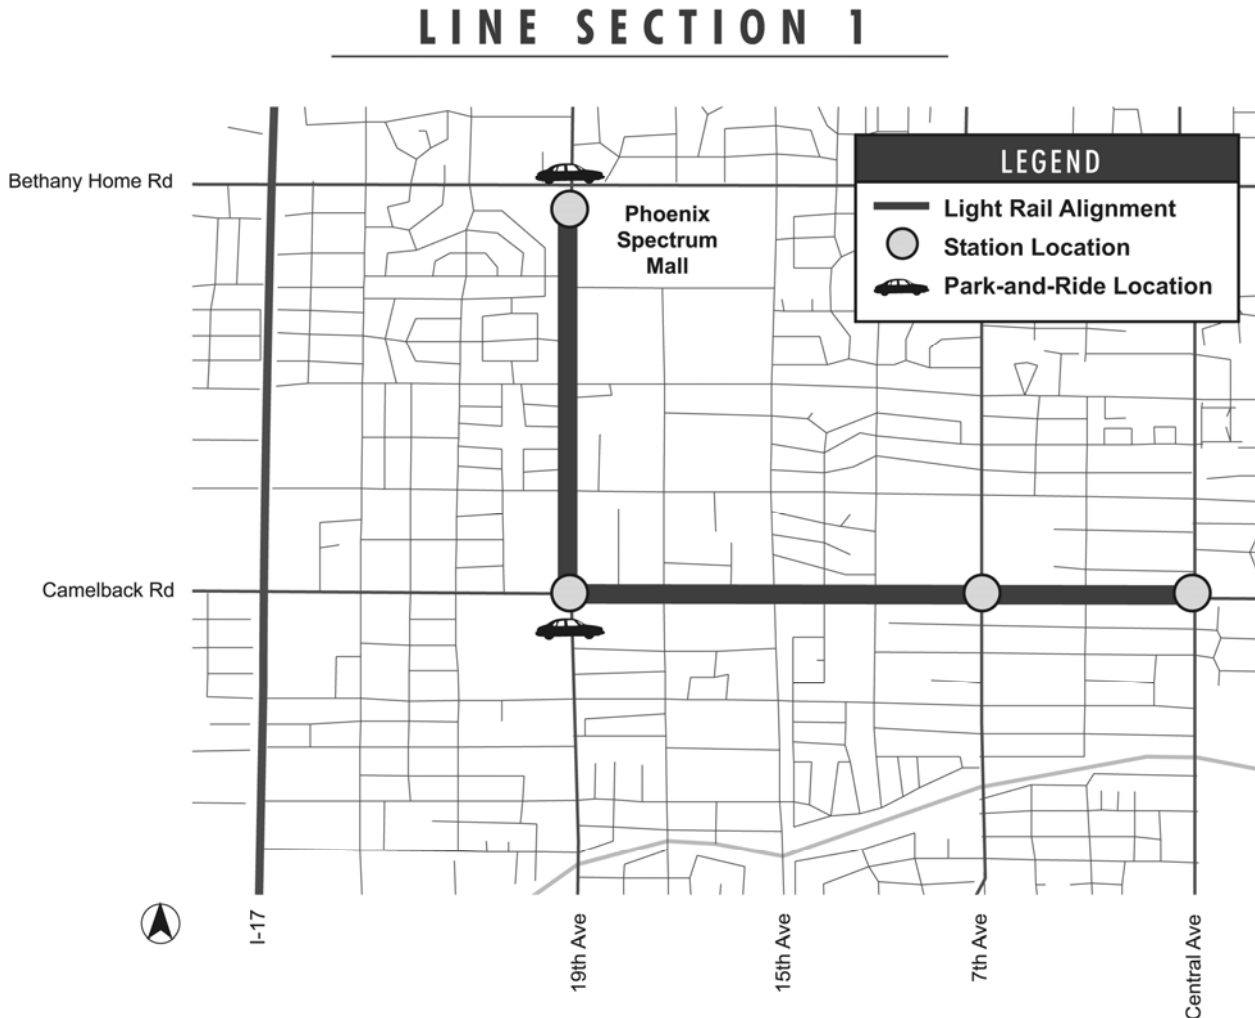 LINE SECTION 1
Bethany Home Rd
LEGEND
Light Rail Alignment
Station Location
Park-and-Ride Location
Phoenix
Spectrum
Mall
Camelback Rd
I-17
19th Ave
15th Ave
7th Ave
Central Ave